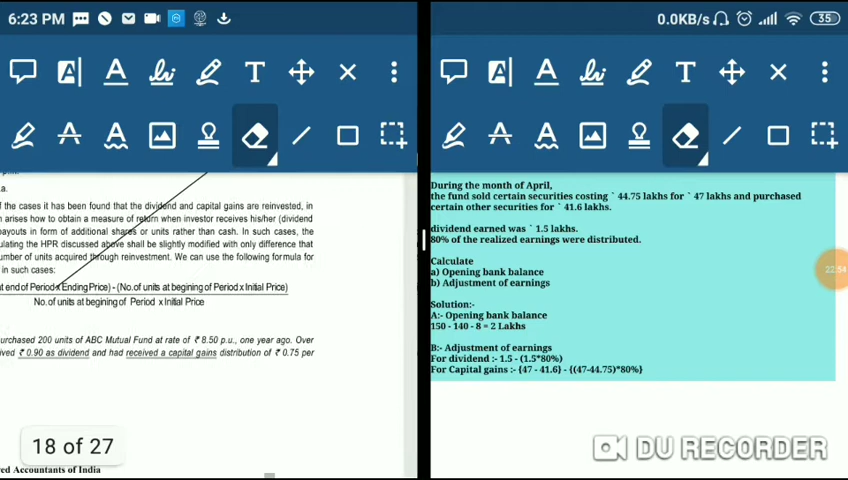 6:23 PM
0.0KB/s
35
T
T
of the cases it has been found that the dividend and capital gains are reinvested, in
arises how to obtain a measure of return when investor receives his/her (dividend
payouts in form of additional shares or units rather than cash. In such cases, the
ulating the HPR discussed above shall be slightly modified with only difference that
umber of units acquired through reinvestment. We can use the following formula for
in such cases:
at end of Period x Ending Price) - (No. of units at begining of Period x Initial Price)
No. of units at begining of Period x Initial Price
urchased 200 units of ABC Mutual Fund at rate of ₹ 8.50 p.u., one year ago. Over
ived ₹ 0.90 as dividend and had received a capital gains distribution of ₹ 0.75 per
18 of 27
red Accountants of India
During the month of April,
the fund sold certain securities costing ` 44.75 lakhs for ` 47 lakhs and purchased
certain other securities for ` 41.6 lakhs.
dividend earned was ` 1.5 lakhs.
80% of the realized earnings were distributed.
Calculate
a) Opening bank balance
b) Adjustment of earnings
Solution:-
A:- Opening bank balance
150 - 140 - 8 = 2 Lakhs
B:- Adjustment of earnings
For dividend :- 1.5 - (1.5*80%)
For Capital gains :- {47 - 41.6} - {(47-44.75)*80%}
22:54
DU RECORDER